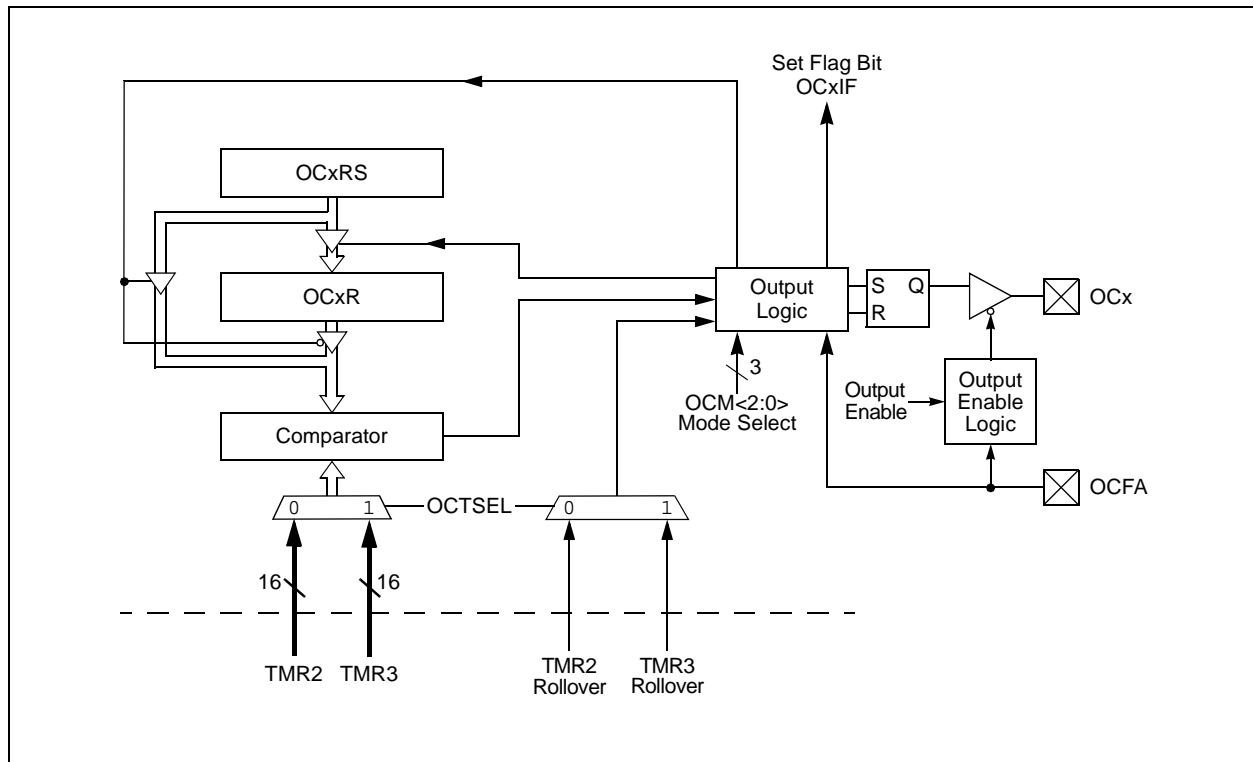 Set Flag Bit
OCxIF
OCxRS
OCxR
Output
Logic
S Q
R
OCx
3
OCM<2:0>
Mode Select
Output
Enable
Output
Enable
Logic
Comparator
OCFA
0 1
OCTSEL
0 1
16
16
TMR2
TMR3
TMR2
Rollover
TMR3
Rollover